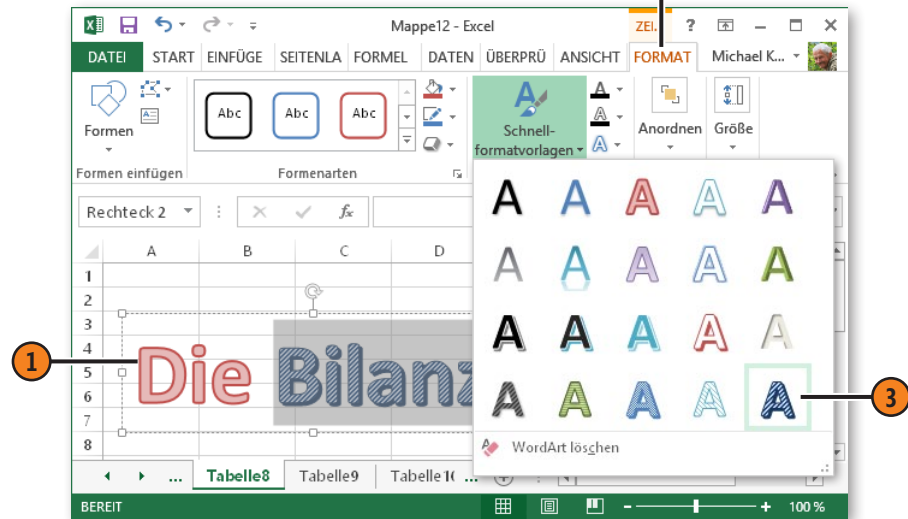 Mappe12 - Excel ZEI... ?
DATEI START EINFÜGE SEITENLA FORMEL DATEN ÜBERPRÜ ANSICHT FORMAT Michael K...
Abc Abc Abc
Formen
Schnell-
formatvorlagen
Anordnen Größe
Formen einfügen Formenarten
Rechteck 2 fx
A A A A A
A A A A A
A A A A A
A A A A A
WordArt löschen
A B C D
1
2
3
4
5
6
7
8
Die Bilanz
1
3
... Tabelle8 Tabelle9 Tabelle1( ...
BEREIT 100 %